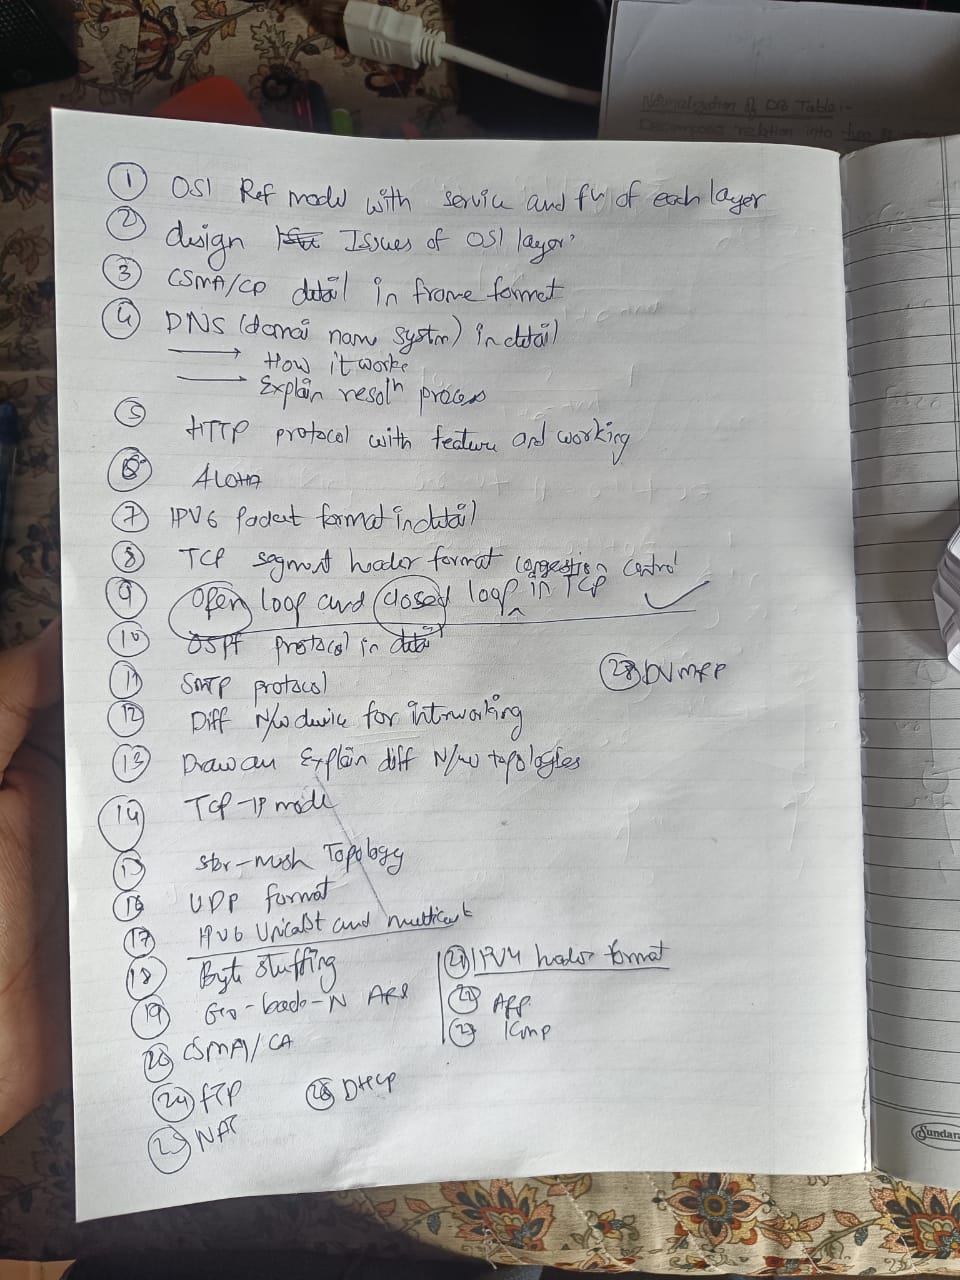 Normalization of DB Table:-
Decompose relation into two
① OSI Ref model with service and fn of each layer
② design Issues of OSI layer
③ CSMA/CD detail in frame format
④ DNS (domai name systm) in detail
→ How it works
→ Explain resoln process
⑤ HTTP protocol with feature and working
⑥ ALOHA
⑦ IPV6 Packet format in detail
⑧ TCP segment header format congestion control
⑨ Open loop and closed loop ^ in TCP ✓
⑩ OSPF protocol in detail
⑪ SMTP protocol
㉘ DVMRP
⑫ Diff N/w device for intrworking
⑬ Draw an Explain diff N/w topologies
⑭ TCP-IP mode
⑮ star-mesh Topology
⑯ UDP format
⑰ IPV6 Unicast and multicast
⑱ Byte stuffing
⑲ Go-back-N ARQ
⑳ CSMA/CA
㉑ IPV4 header format
㉒ ARP
㉓ ICMP
㉔ FTP
㉕ NAT
㉖ DHCP
Sundara